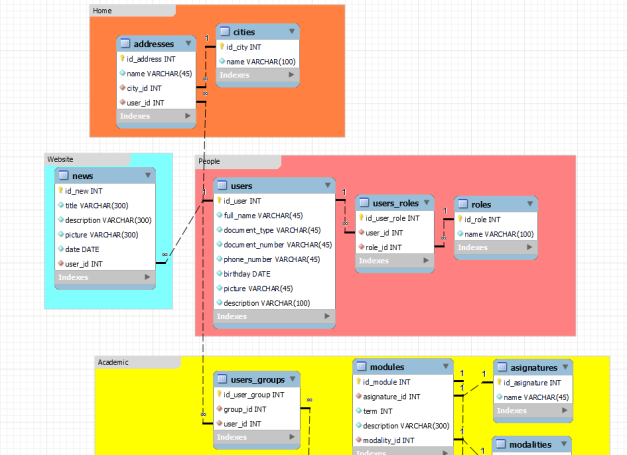 Home
addresses
id_address INT
name VARCHAR(45)
city_id INT
user_id INT
Indexes
cities
id_city INT
name VARCHAR(100)
Indexes
1
∞
∞
Website
news
id_new INT
title VARCHAR(300)
description VARCHAR(300)
picture VARCHAR(300)
date DATE
user_id INT
Indexes
∞
People
1
users
id_user INT
full_name VARCHAR(45)
document_type VARCHAR(45)
document_number VARCHAR(45)
phone_number VARCHAR(45)
birthday DATE
picture VARCHAR(45)
description VARCHAR(100)
Indexes
1
∞
users_roles
id_user_role INT
user_id INT
role_id INT
Indexes
1
∞
roles
id_role INT
name VARCHAR(100)
Indexes
Academic
users_groups
id_user_group INT
group_id INT
user_id INT
Indexes
∞
∞
modules
id_module INT
asignature_id INT
term INT
description VARCHAR(300)
modality_id INT
Indexes
1
1
1
1
asignatures
id_asignature INT
name VARCHAR(45)
Indexes
1
modalities